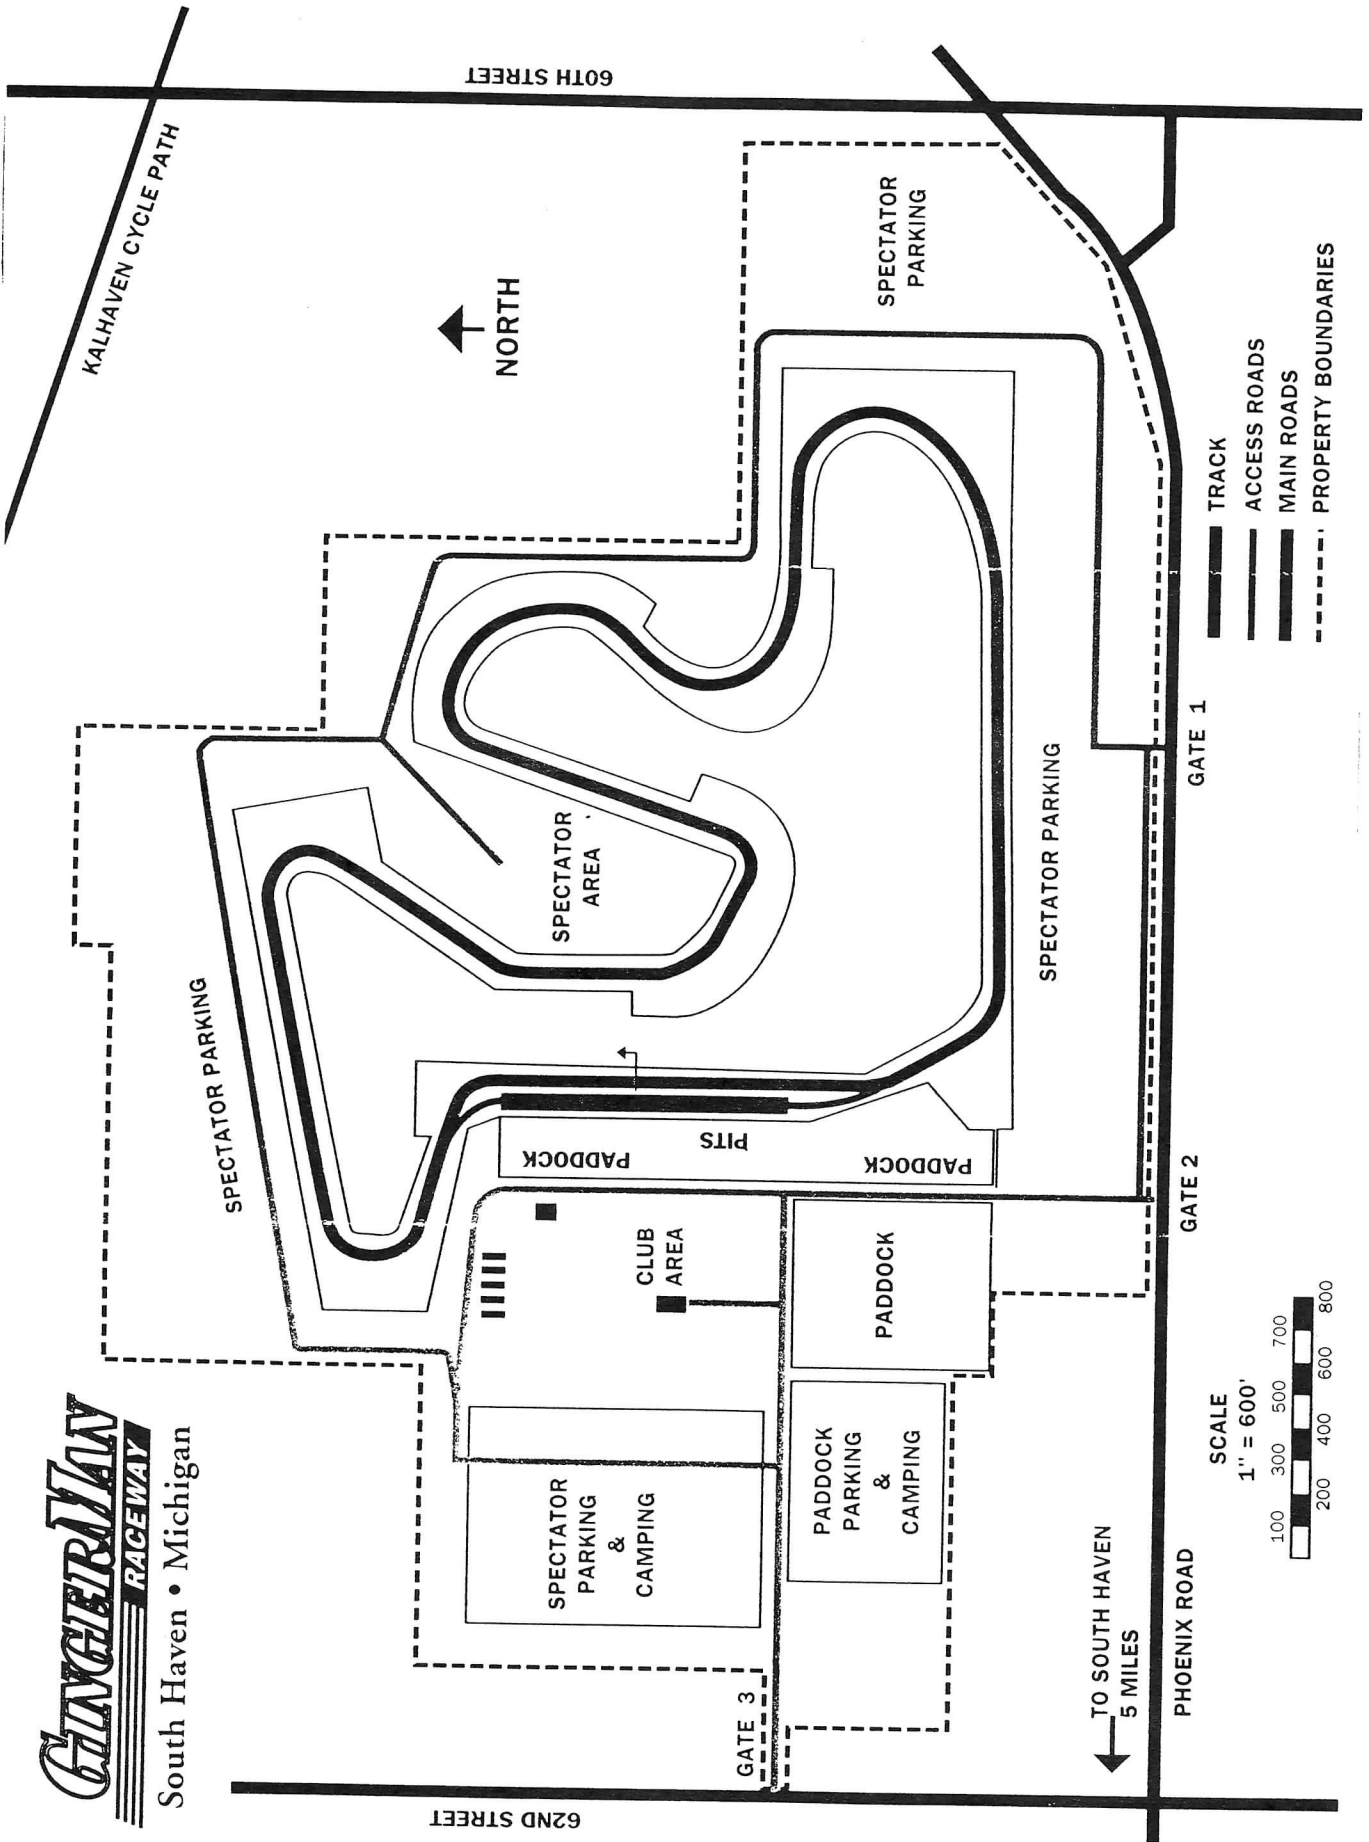 GINGERMAN
RACEWAY
South Haven • Michigan
KALHAVEN CYCLE PATH
60TH STREET
NORTH
SPECTATOR
PARKING
SPECTATOR PARKING
SPECTATOR
AREA
SPECTATOR PARKING
PITS
PADDOCK
PADDOCK
CLUB
AREA
PADDOCK
SPECTATOR
PARKING
&
CAMPING
PADDOCK
PARKING
&
CAMPING
GATE 3
GATE 2
GATE 1
62ND STREET
TO SOUTH HAVEN
5 MILES
PHOENIX ROAD
SCALE
1" = 600'
100 300 500 700
200 400 600 800
TRACK
ACCESS ROADS
MAIN ROADS
PROPERTY BOUNDARIES